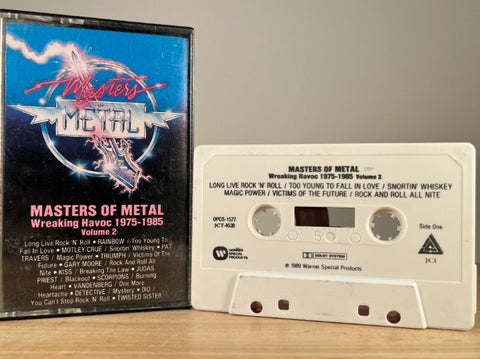 Masters
METAL
MASTERS OF METAL
Wreaking Havoc 1975-1985
Volume 2
Long Live Rock 'N' Roll • RAINBOW / Too Young To
Fall In Love • MOTLEY CRUE / Snortin' Whiskey • PAT
TRAVERS / Magic Power • TRIUMPH / Victims Of The
Future • GARY MOORE / Rock And Roll All
Nite • KISS / Breaking The Law • JUDAS
PRIEST / Blackout • SCORPIONS / Burning
Heart • VANDENBERG / One More
Heartache • DETECTIVE / Mystery • DIO /
You Can't Stop Rock 'N' Roll • TWISTED SISTER
MASTERS OF METAL
Wreaking Havoc 1975-1985 Volume 2
LONG LIVE ROCK 'N' ROLL / TOO YOUNG TO FALL IN LOVE / SNORTIN' WHISKEY
MAGIC POWER / VICTIMS OF THE FUTURE / ROCK AND ROLL ALL NITE
OPCS-1577
JCY-4530
Side One
WARNER
SPECIAL
PRODUCTS
DOLBY SYSTEM
JCI
© 1989 Warner Special Products